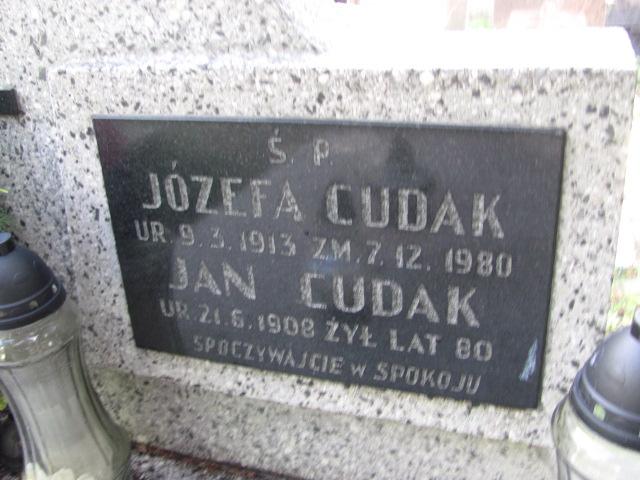 Ś. P.
JÓZEFA CUDAK
UR. 9. 3. 1913 ZM. 7. 12. 1980
JAN CUDAK
UR. 21. 6. 1908 ŻYŁ LAT 80
SPOCZYWAJCIE W SPOKOJU